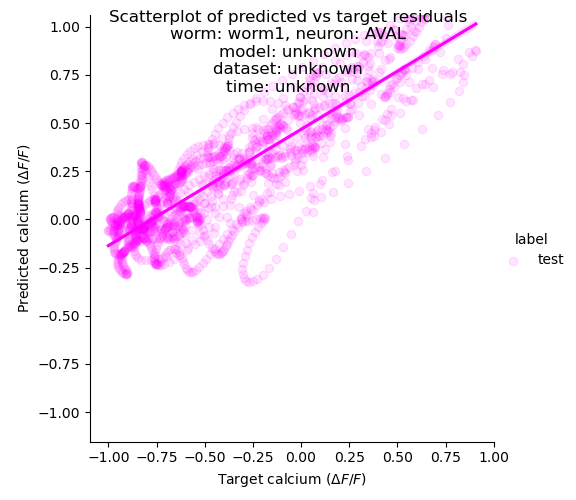 Scatterplot of predicted vs target residuals
worm: worm1, neuron: AVAL
model: unknown
dataset: unknown
time: unknown
1.00
0.75
0.50
0.25
0.00
−0.25
−0.50
−0.75
−1.00
Predicted calcium (ΔF/F)
−1.00 −0.75 −0.50 −0.25 0.00 0.25 0.50 0.75 1.00
Target calcium (ΔF/F)
label
test